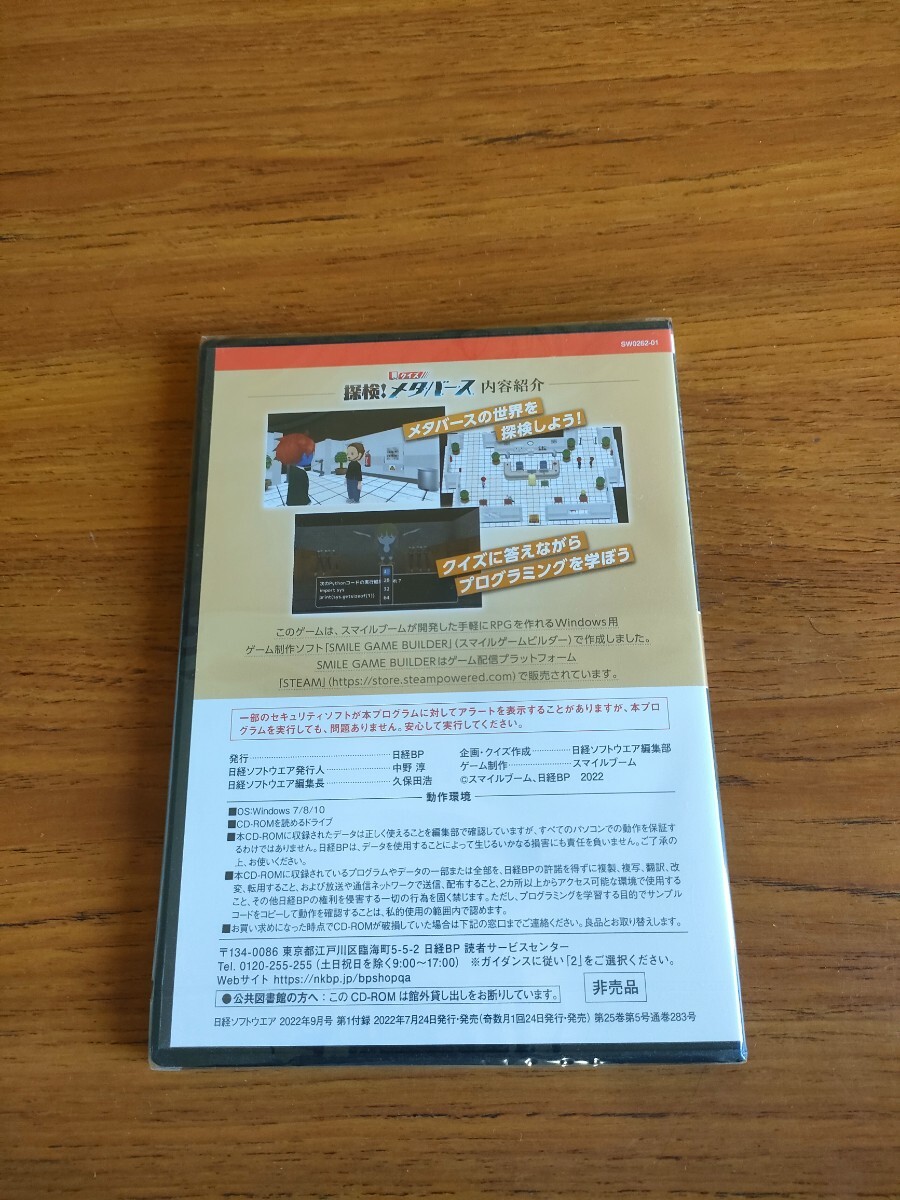 SW0262-01
クイズ!!
探検!メタバース 内容紹介
メタバースの世界を
探検しよう!
クイズに答えながら
プログラミングを学ぼう
import sys
print(sys.getsizeof(1))
28
32
64
このゲームは、スマイルブームが開発した手軽にRPGを作れるWindows用
ゲーム制作ソフト「SMILE GAME BUILDER」(スマイルゲームビルダー)で作成しました。
SMILE GAME BUILDERはゲーム配信プラットフォーム
「STEAM」(https://store.steampowered.com)で販売されています。
一部のセキュリティソフトが本プログラムに対してアラートを表示することがありますが、本プロ
グラムを実行しても、問題ありません。安心して実行してください。
発行 日経BP
日経ソフトウエア発行人 中野 淳
日経ソフトウエア編集長 久保田浩
企画・クイズ作成 日経ソフトウエア編集部
ゲーム制作 スマイルブーム
©スマイルブーム、日経BP 2022
動作環境
■OS:Windows 7/8/10
■CD-ROMを読めるドライブ
■本CD-ROMに収録されたデータは正しく使えることを編集部で確認していますが、すべてのパソコンでの動作を保証す
るわけではありません。日経BPは、データを使用することによって生じるいかなる損害にも責任を負いません。ご了承の
上、お使いください。
■本CD-ROMに収録されているプログラムやデータの一部または全部を、日経BPの許諾を得ずに複製、複写、翻訳、改
変、転用すること、および放送や通信ネットワークで送信、配布すること、2カ所以上からアクセス可能な環境で使用する
こと、その他日経BPの権利を侵害する一切の行為を固く禁じます。ただし、プログラミングを学習する目的でサンプル
コードをコピーして動作を確認することは、私的使用の範囲内で認めます。
■お買い求めになった時点でCD-ROMが破損していた場合は下記の窓口までご連絡ください。良品とお取り替えします。
〒134-0086 東京都江戸川区臨海町5-5-2 日経BP 読者サービスセンター
Tel. 0120-255-255 (土日祝日を除く9:00〜17:00) ※ガイダンスに従い「2」をご選択ください。
Webサイト https://nkbp.jp/bpshopqa
●公共図書館の方へ:このCD-ROMは館外貸し出しをお断りしています。
非売品
日経ソフトウエア 2022年9月号 第1付録 2022年7月24日発行・発売(奇数月1回24日発行・発売) 第25巻第5号通巻283号